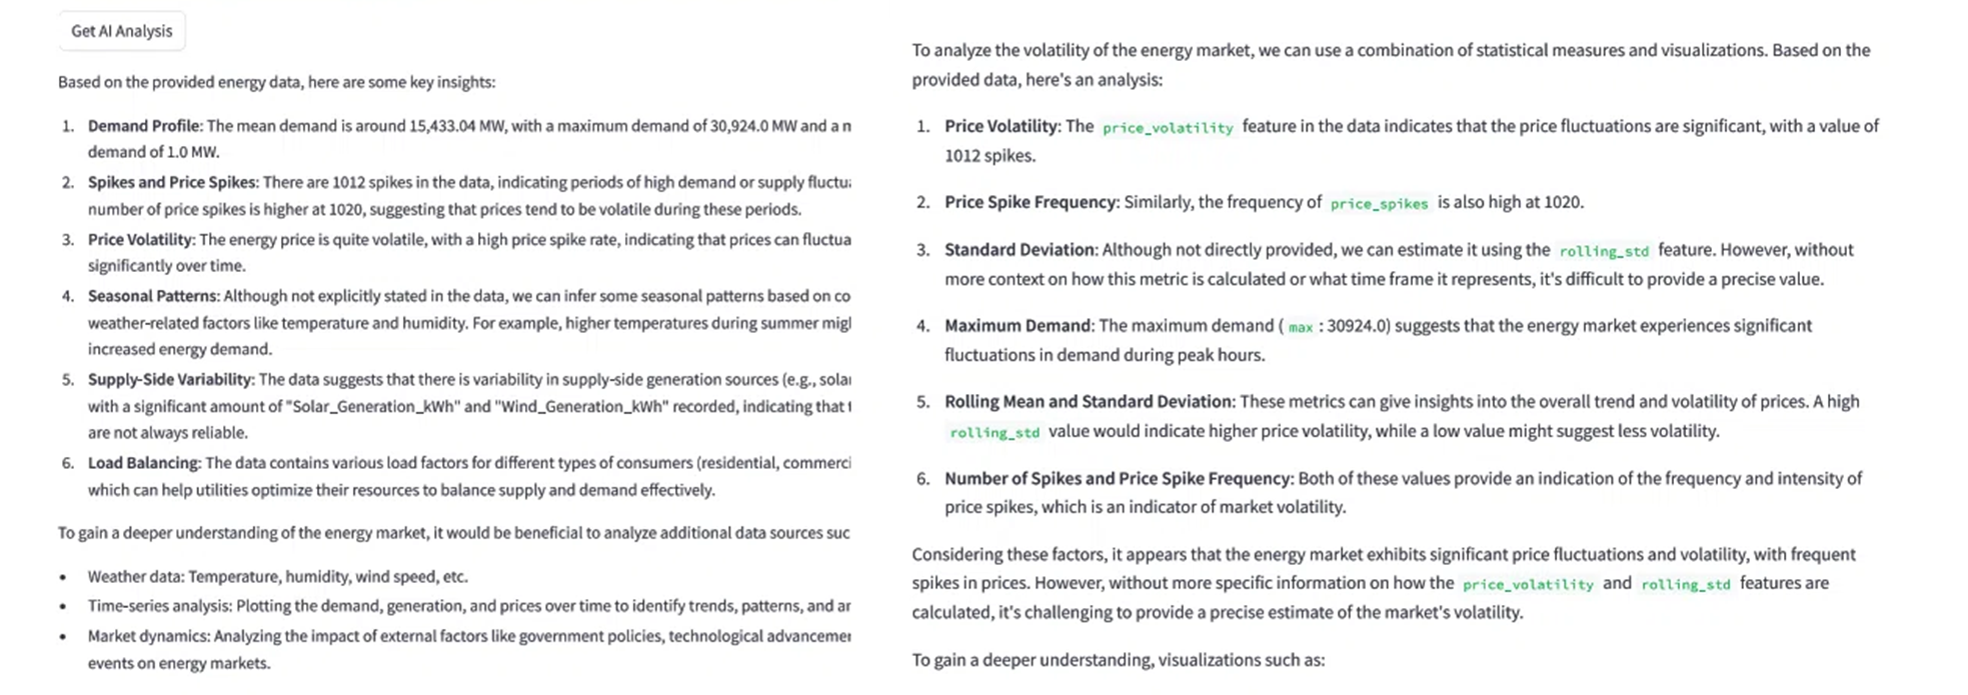 Get AI Analysis
Based on the provided energy data, here are some key insights:
1. Demand Profile: The mean demand is around 15,433.04 MW, with a maximum demand of 30,924.0 MW and a
demand of 1.0 MW.
2. Spikes and Price Spikes: There are 1012 spikes in the data, indicating periods of high demand or supply
number of price spikes is higher at 1020, suggesting that prices tend to be volatile during these periods.
3. Price Volatility: The energy price is quite volatile, with a high price spike rate, indicating that prices can
significantly over time.
4. Seasonal Patterns: Although not explicitly stated in the data, we can infer some seasonal patterns based on
weather-related factors like temperature and humidity. For example, higher temperatures during summer
increased energy demand.
5. Supply-Side Variability: The data suggests that there is variability in supply-side generation sources (e.g.,
with a significant amount of "Solar_Generation_kWh" and "Wind_Generation_kWh" recorded, indicating that
are not always reliable.
6. Load Balancing: The data contains various load factors for different types of consumers (residential,
which can help utilities optimize their resources to balance supply and demand effectively.
To gain a deeper understanding of the energy market, it would be beneficial to analyze additional data sources
• Weather data: Temperature, humidity, wind speed, etc.
• Time-series analysis: Plotting the demand, generation, and prices over time to identify trends, patterns, and
• Market dynamics: Analyzing the impact of external factors like government policies, technological
events on energy markets.
To analyze the volatility of the energy market, we can use a combination of statistical measures and visualizations. Based on the
provided data, here's an analysis:
1. Price Volatility: The price_volatility feature in the data indicates that the price fluctuations are significant, with a value of
1012 spikes.
2. Price Spike Frequency: Similarly, the frequency of price_spikes is also high at 1020.
3. Standard Deviation: Although not directly provided, we can estimate it using the rolling_std feature. However, without
more context on how this metric is calculated or what time frame it represents, it's difficult to provide a precise value.
4. Maximum Demand: The maximum demand ( max : 30924.0) suggests that the energy market experiences significant
fluctuations in demand during peak hours.
5. Rolling Mean and Standard Deviation: These metrics can give insights into the overall trend and volatility of prices. A high
rolling_std value would indicate higher price volatility, while a low value might suggest less volatility.
6. Number of Spikes and Price Spike Frequency: Both of these values provide an indication of the frequency and intensity of
price spikes, which is an indicator of market volatility.
Considering these factors, it appears that the energy market exhibits significant price fluctuations and volatility, with frequent
spikes in prices. However, without more specific information on how the price_volatility and rolling_std features are
calculated, it's challenging to provide a precise estimate of the market's volatility.
To gain a deeper understanding, visualizations such as: